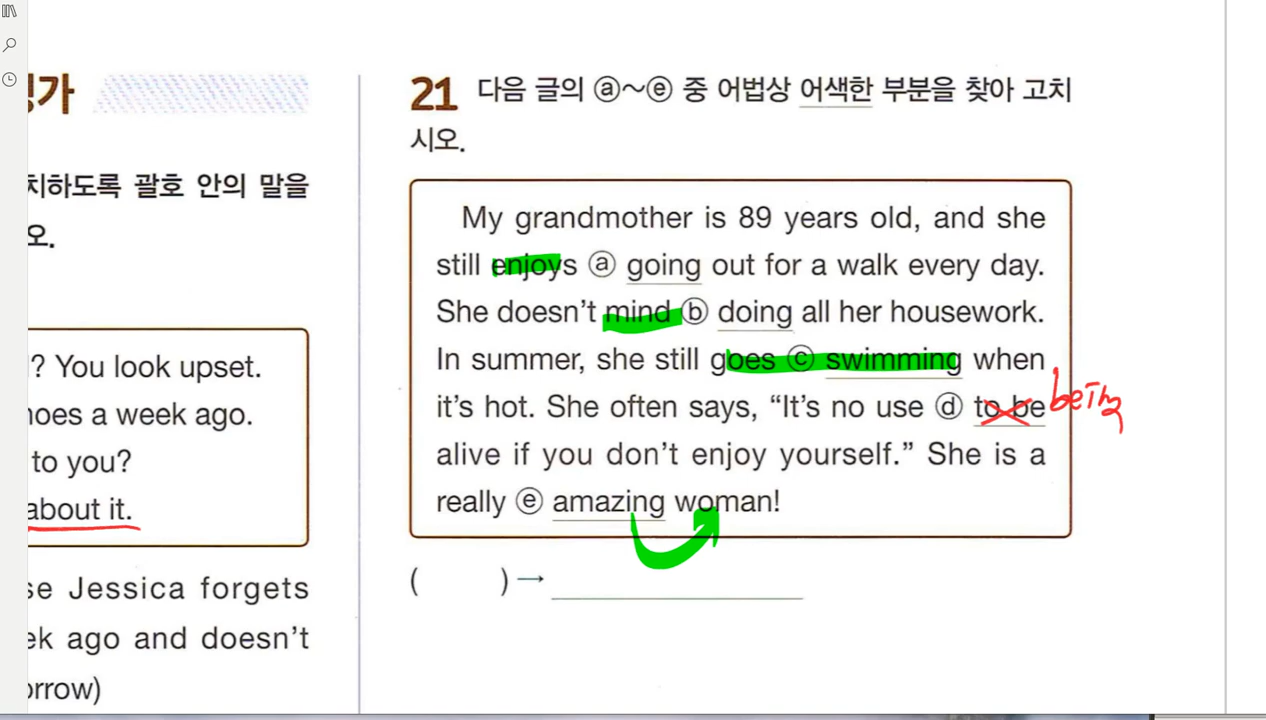 가
치하도록 괄호 안의 말을
오.
? You look upset.
hoes a week ago.
to you?
about it.
se Jessica forgets
ek ago and doesn't
orrow)
21 다음 글의 ⓐ~ⓔ 중 어법상 어색한 부분을 찾아 고치
시오.
My grandmother is 89 years old, and she
still enjoys ⓐ going out for a walk every day.
She doesn't mind ⓑ doing all her housework.
In summer, she still goes ⓒ swimming when
it's hot. She often says, "It's no use ⓓ to be being
alive if you don't enjoy yourself." She is a
really ⓔ amazing woman!
( ) →